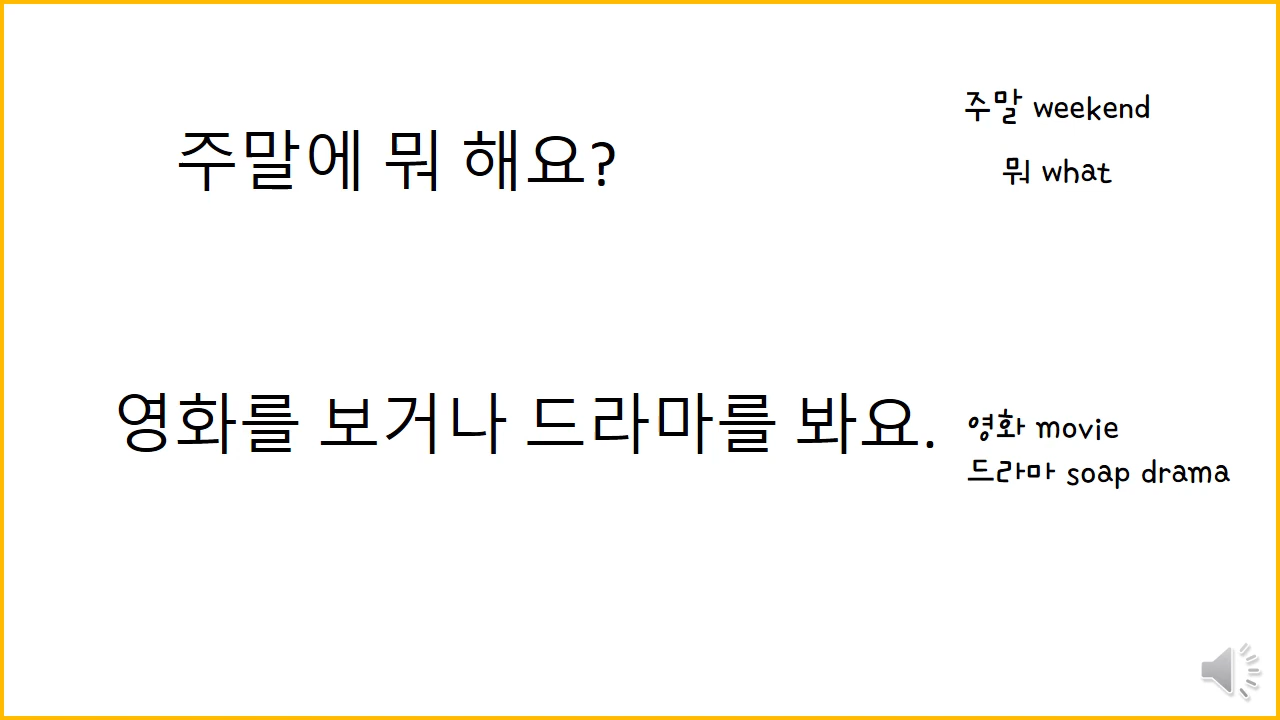 주말에 뭐 해요?
주말 weekend
뭐 what
영화를 보거나 드라마를 봐요.
영화 movie
드라마 soap drama